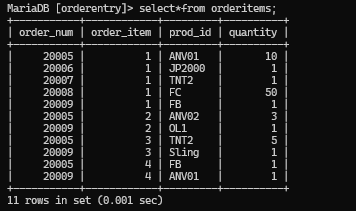 MariaDB [orderentry]> select*from orderitems;
+-----------+------------+---------+----------+
| order_num | order_item | prod_id | quantity |
+-----------+------------+---------+----------+
| 20005 | 1 | ANV01 | 10 |
| 20006 | 1 | JP2000 | 1 |
| 20007 | 1 | TNT2 | 1 |
| 20008 | 1 | FC | 50 |
| 20009 | 1 | FB | 1 |
| 20005 | 2 | ANV02 | 3 |
| 20009 | 2 | OL1 | 1 |
| 20005 | 3 | TNT2 | 5 |
| 20009 | 3 | Sling | 1 |
| 20005 | 4 | FB | 1 |
| 20009 | 4 | ANV01 | 1 |
+-----------+------------+---------+----------+
11 rows in set (0.001 sec)